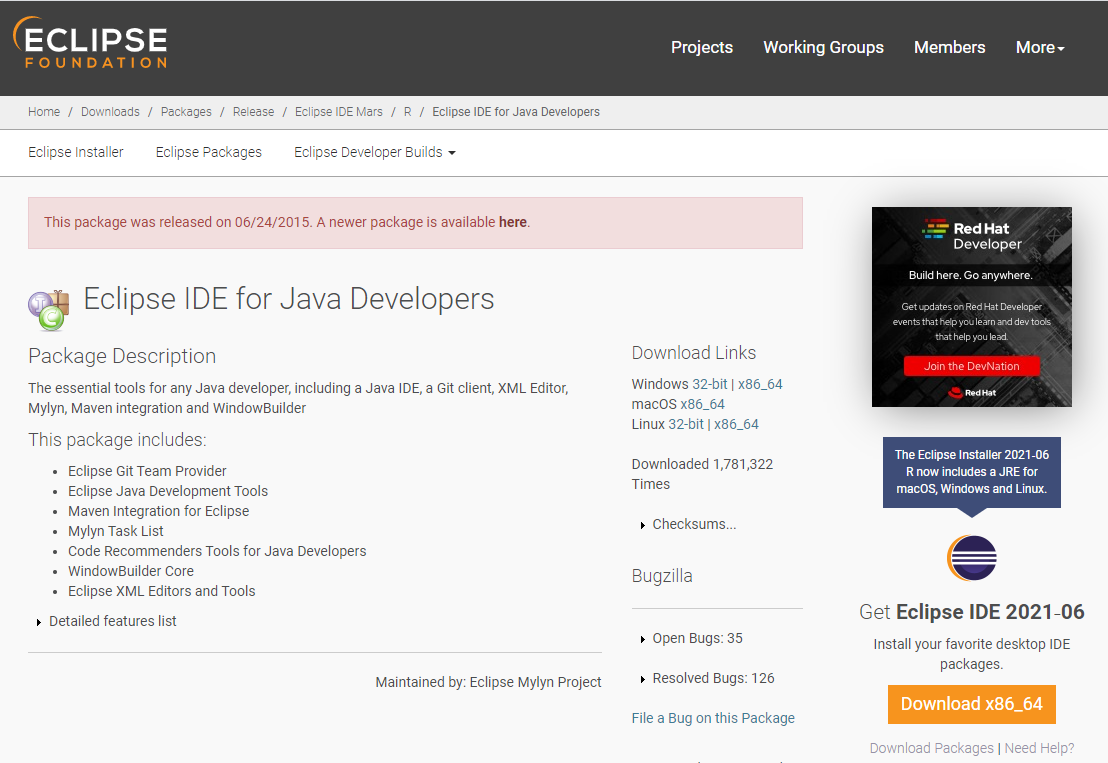 ECLIPSE
FOUNDATION
Projects Working Groups Members More
Home / Downloads / Packages / Release / Eclipse IDE Mars / R / Eclipse IDE for Java Developers
Eclipse Installer Eclipse Packages Eclipse Developer Builds
This package was released on 06/24/2015. A newer package is available here.
Eclipse IDE for Java Developers
Package Description
The essential tools for any Java developer, including a Java IDE, a Git client, XML Editor,
Mylyn, Maven integration and WindowBuilder
This package includes:
• Eclipse Git Team Provider
• Eclipse Java Development Tools
• Maven Integration for Eclipse
• Mylyn Task List
• Code Recommenders Tools for Java Developers
• WindowBuilder Core
• Eclipse XML Editors and Tools
Detailed features list
Maintained by: Eclipse Mylyn Project
Download Links
Windows 32-bit | x86_64
macOS x86_64
Linux 32-bit | x86_64
Downloaded 1,781,322
Times
Checksums...
Bugzilla
Open Bugs: 35
Resolved Bugs: 126
File a Bug on this Package
Red Hat
Developer
Build here. Go anywhere.
Get updates on Red Hat Developer
events that help you learn and dev tools
that help you lead.
Join the DevNation
Red Hat
The Eclipse Installer 2021-06
R now includes a JRE for
macOS, Windows and Linux.
Get Eclipse IDE 2021-06
Install your favorite desktop IDE
packages.
Download x86_64
Download Packages | Need Help?